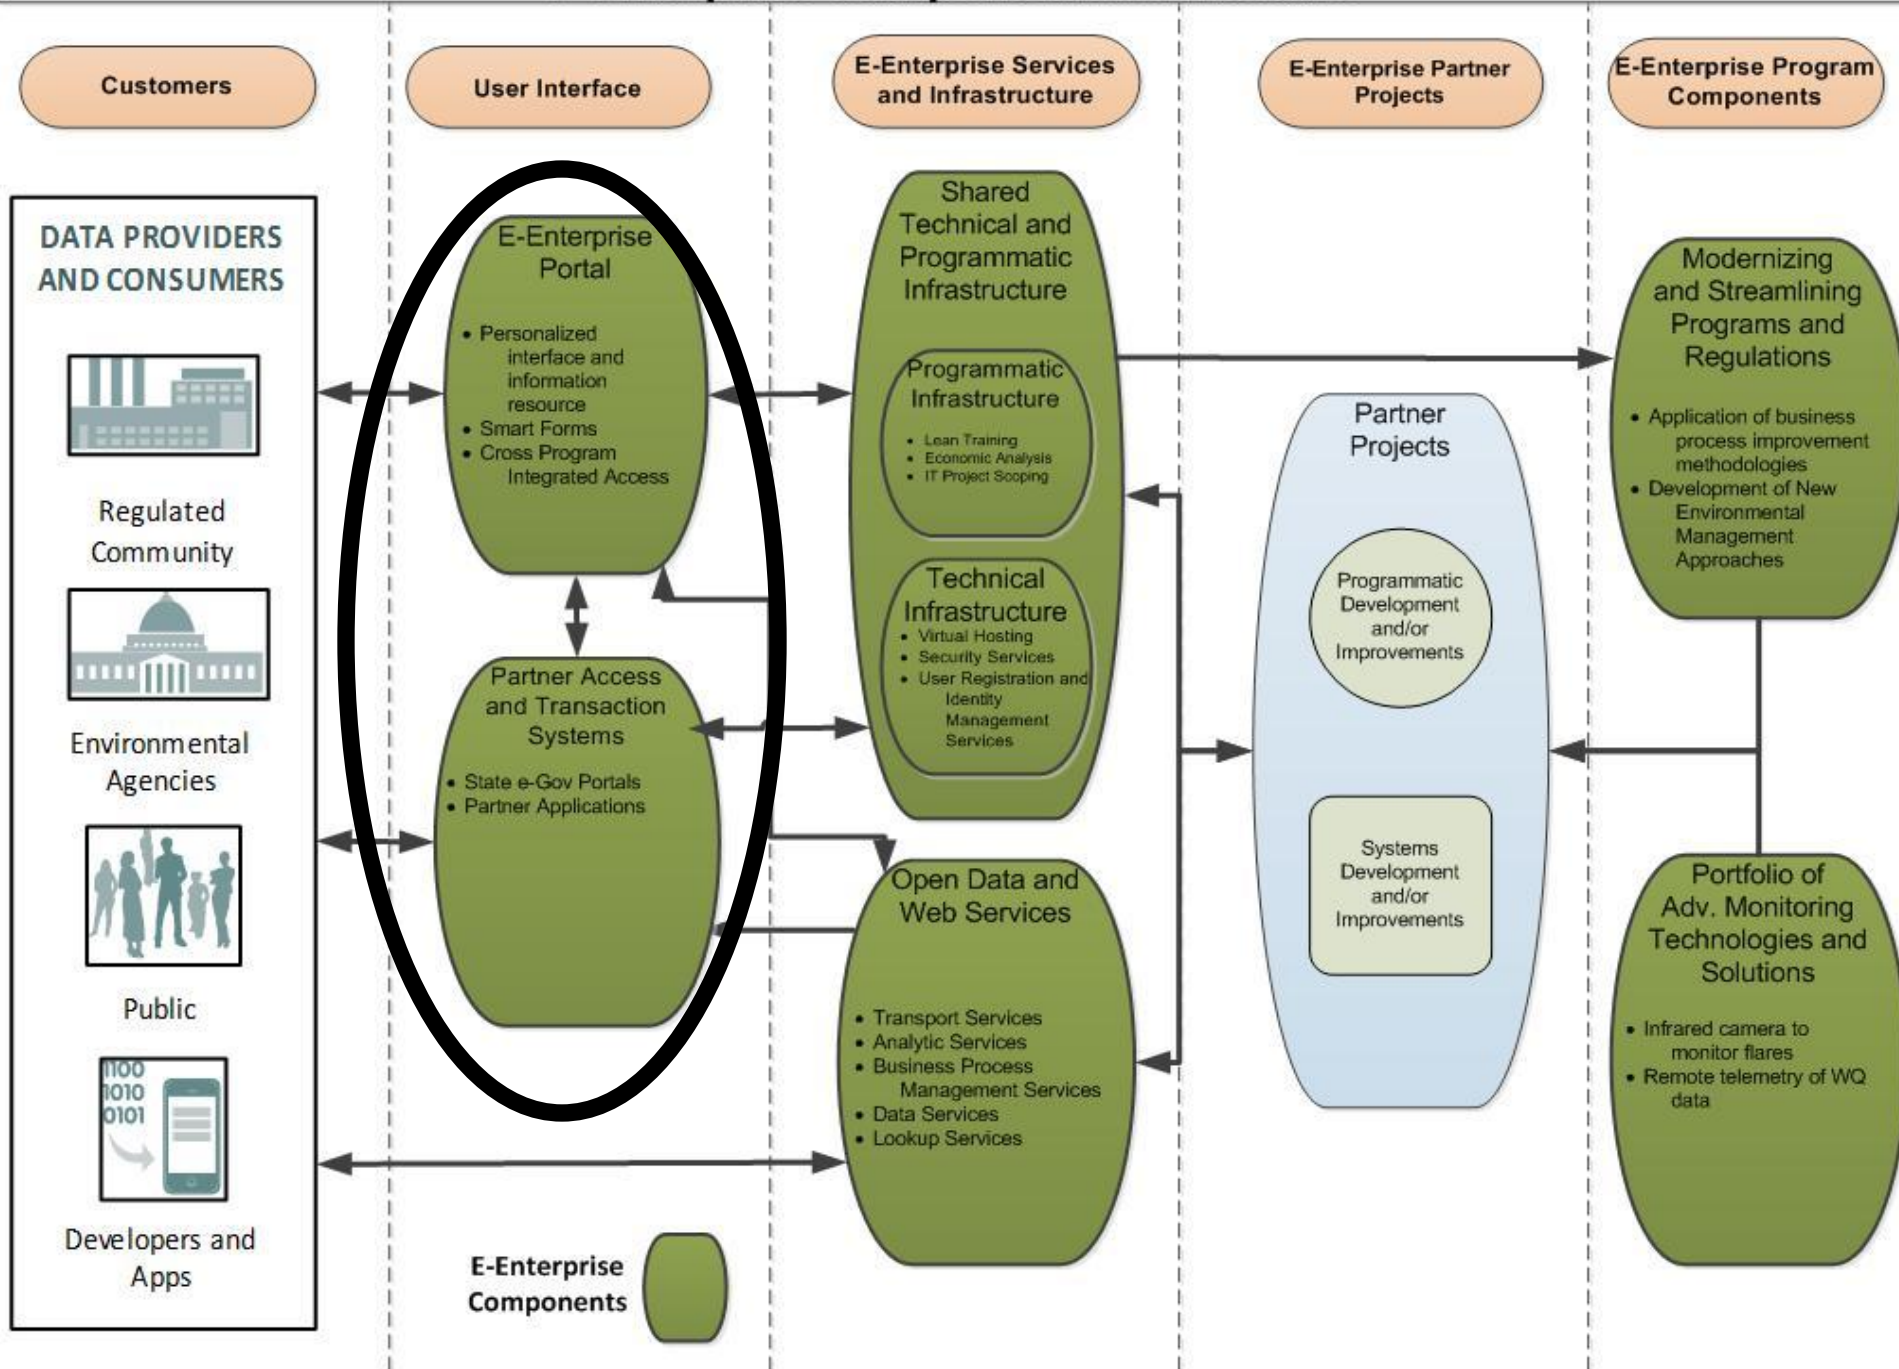 Customers
User Interface
E-Enterprise Services
and Infrastructure
E-Enterprise Partner
Projects
E-Enterprise Program
Components
DATA PROVIDERS
AND CONSUMERS
Regulated
Community
Environmental
Agencies
Public
1100
1010
0101
Developers and
Apps
E-Enterprise
Portal
• Personalized
interface and
information
resource
• Smart Forms
• Cross Program
Integrated Access
Partner Access
and Transaction
Systems
• State e-Gov Portals
• Partner Applications
E-Enterprise
Components
Shared
Technical and
Programmatic
Infrastructure
Programmatic
Infrastructure
• Lean Training
• Economic Analysis
• IT Project Scoping
Technical
Infrastructure
• Virtual Hosting
• Security Services
• User Registration and
Identity
Management
Services
Open Data and
Web Services
• Transport Services
• Analytic Services
• Business Process
Management Services
• Data Services
• Lookup Services
Partner
Projects
Programmatic
Development
and/or
Improvements
Systems
Development
and/or
Improvements
Modernizing
and Streamlining
Programs and
Regulations
• Application of business
process improvement
methodologies
• Development of New
Environmental
Management
Approaches
Portfolio of
Adv. Monitoring
Technologies and
Solutions
• Infrared camera to
monitor flares
• Remote telemetry of WQ
data